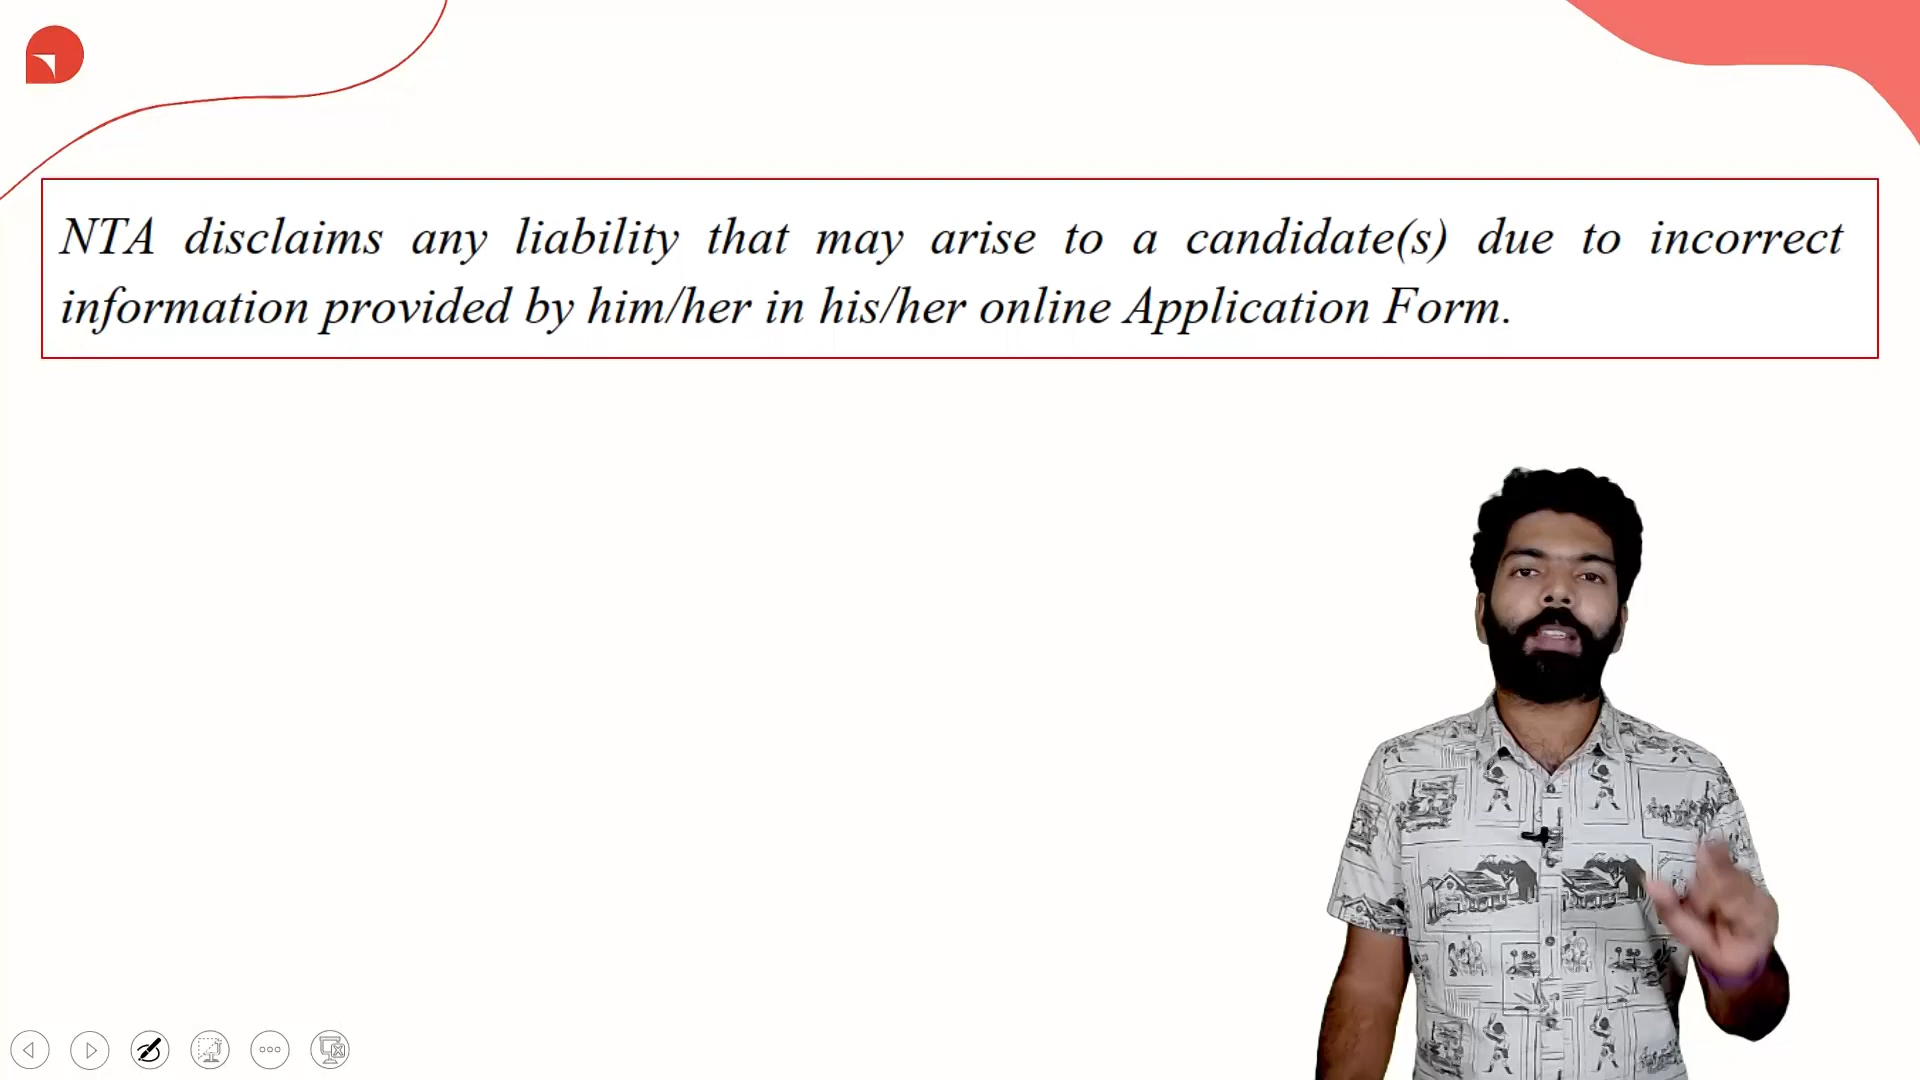 NTA disclaims any liability that may arise to a candidate(s) due to incorrect
information provided by him/her in his/her online Application Form.